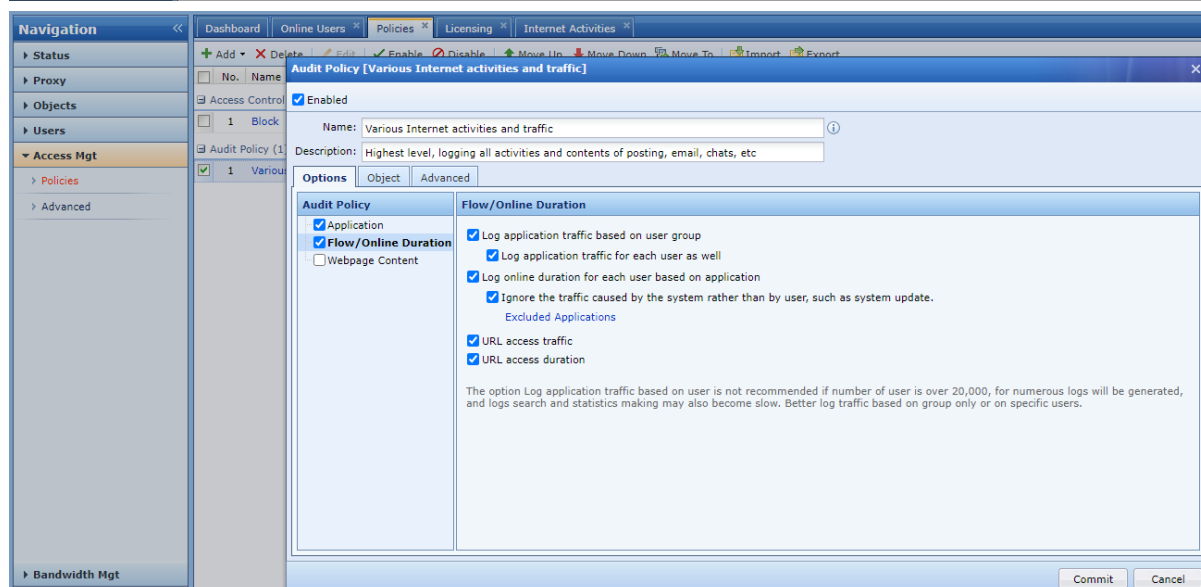 Navigation
Dashboard Online Users Policies Licensing Internet Activities
Status
Proxy
Objects
Users
Access Mgt
Policies
Advanced
Bandwidth Mgt
Add Delete Edit Enable Disable Move Up Move Down Move To Import Export
No. Name
Access Control
1 Block
Audit Policy (1
1 Various
Audit Policy [Various Internet activities and traffic]
Enabled
Name: Various Internet activities and traffic
Description: Highest level, logging all activities and contents of posting, email, chats, etc
Options Object Advanced
Audit Policy
Application
Flow/Online Duration
Webpage Content
Flow/Online Duration
Log application traffic based on user group
Log application traffic for each user as well
Log online duration for each user based on application
Ignore the traffic caused by the system rather than by user, such as system update.
Excluded Applications
URL access traffic
URL access duration
The option Log application traffic based on user is not recommended if number of user is over 20,000, for numerous logs will be generated,
and logs search and statistics making may also become slow. Better log traffic based on group only or on specific users.
Commit Cancel